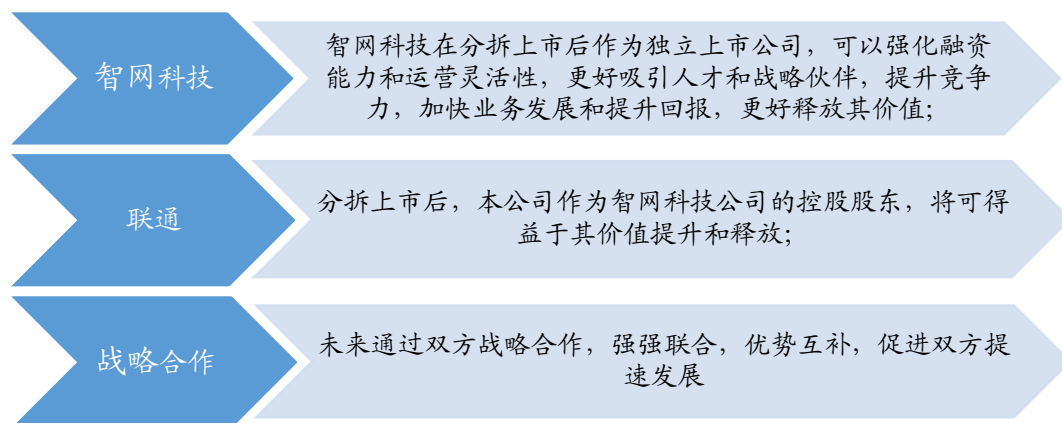 智网科技
智网科技在分拆上市后作为独立上市公司，可以强化融资
能力和运营灵活性，更好吸引人才和战略伙伴，提升竞争
力，加快业务发展和提升回报，更好释放其价值；
联通
分拆上市后，本公司作为智网科技公司的控股股东，将可得
益于其价值提升和释放；
战略合作
未来通过双方战略合作，强强联合，优势互补，促进双方提
速发展